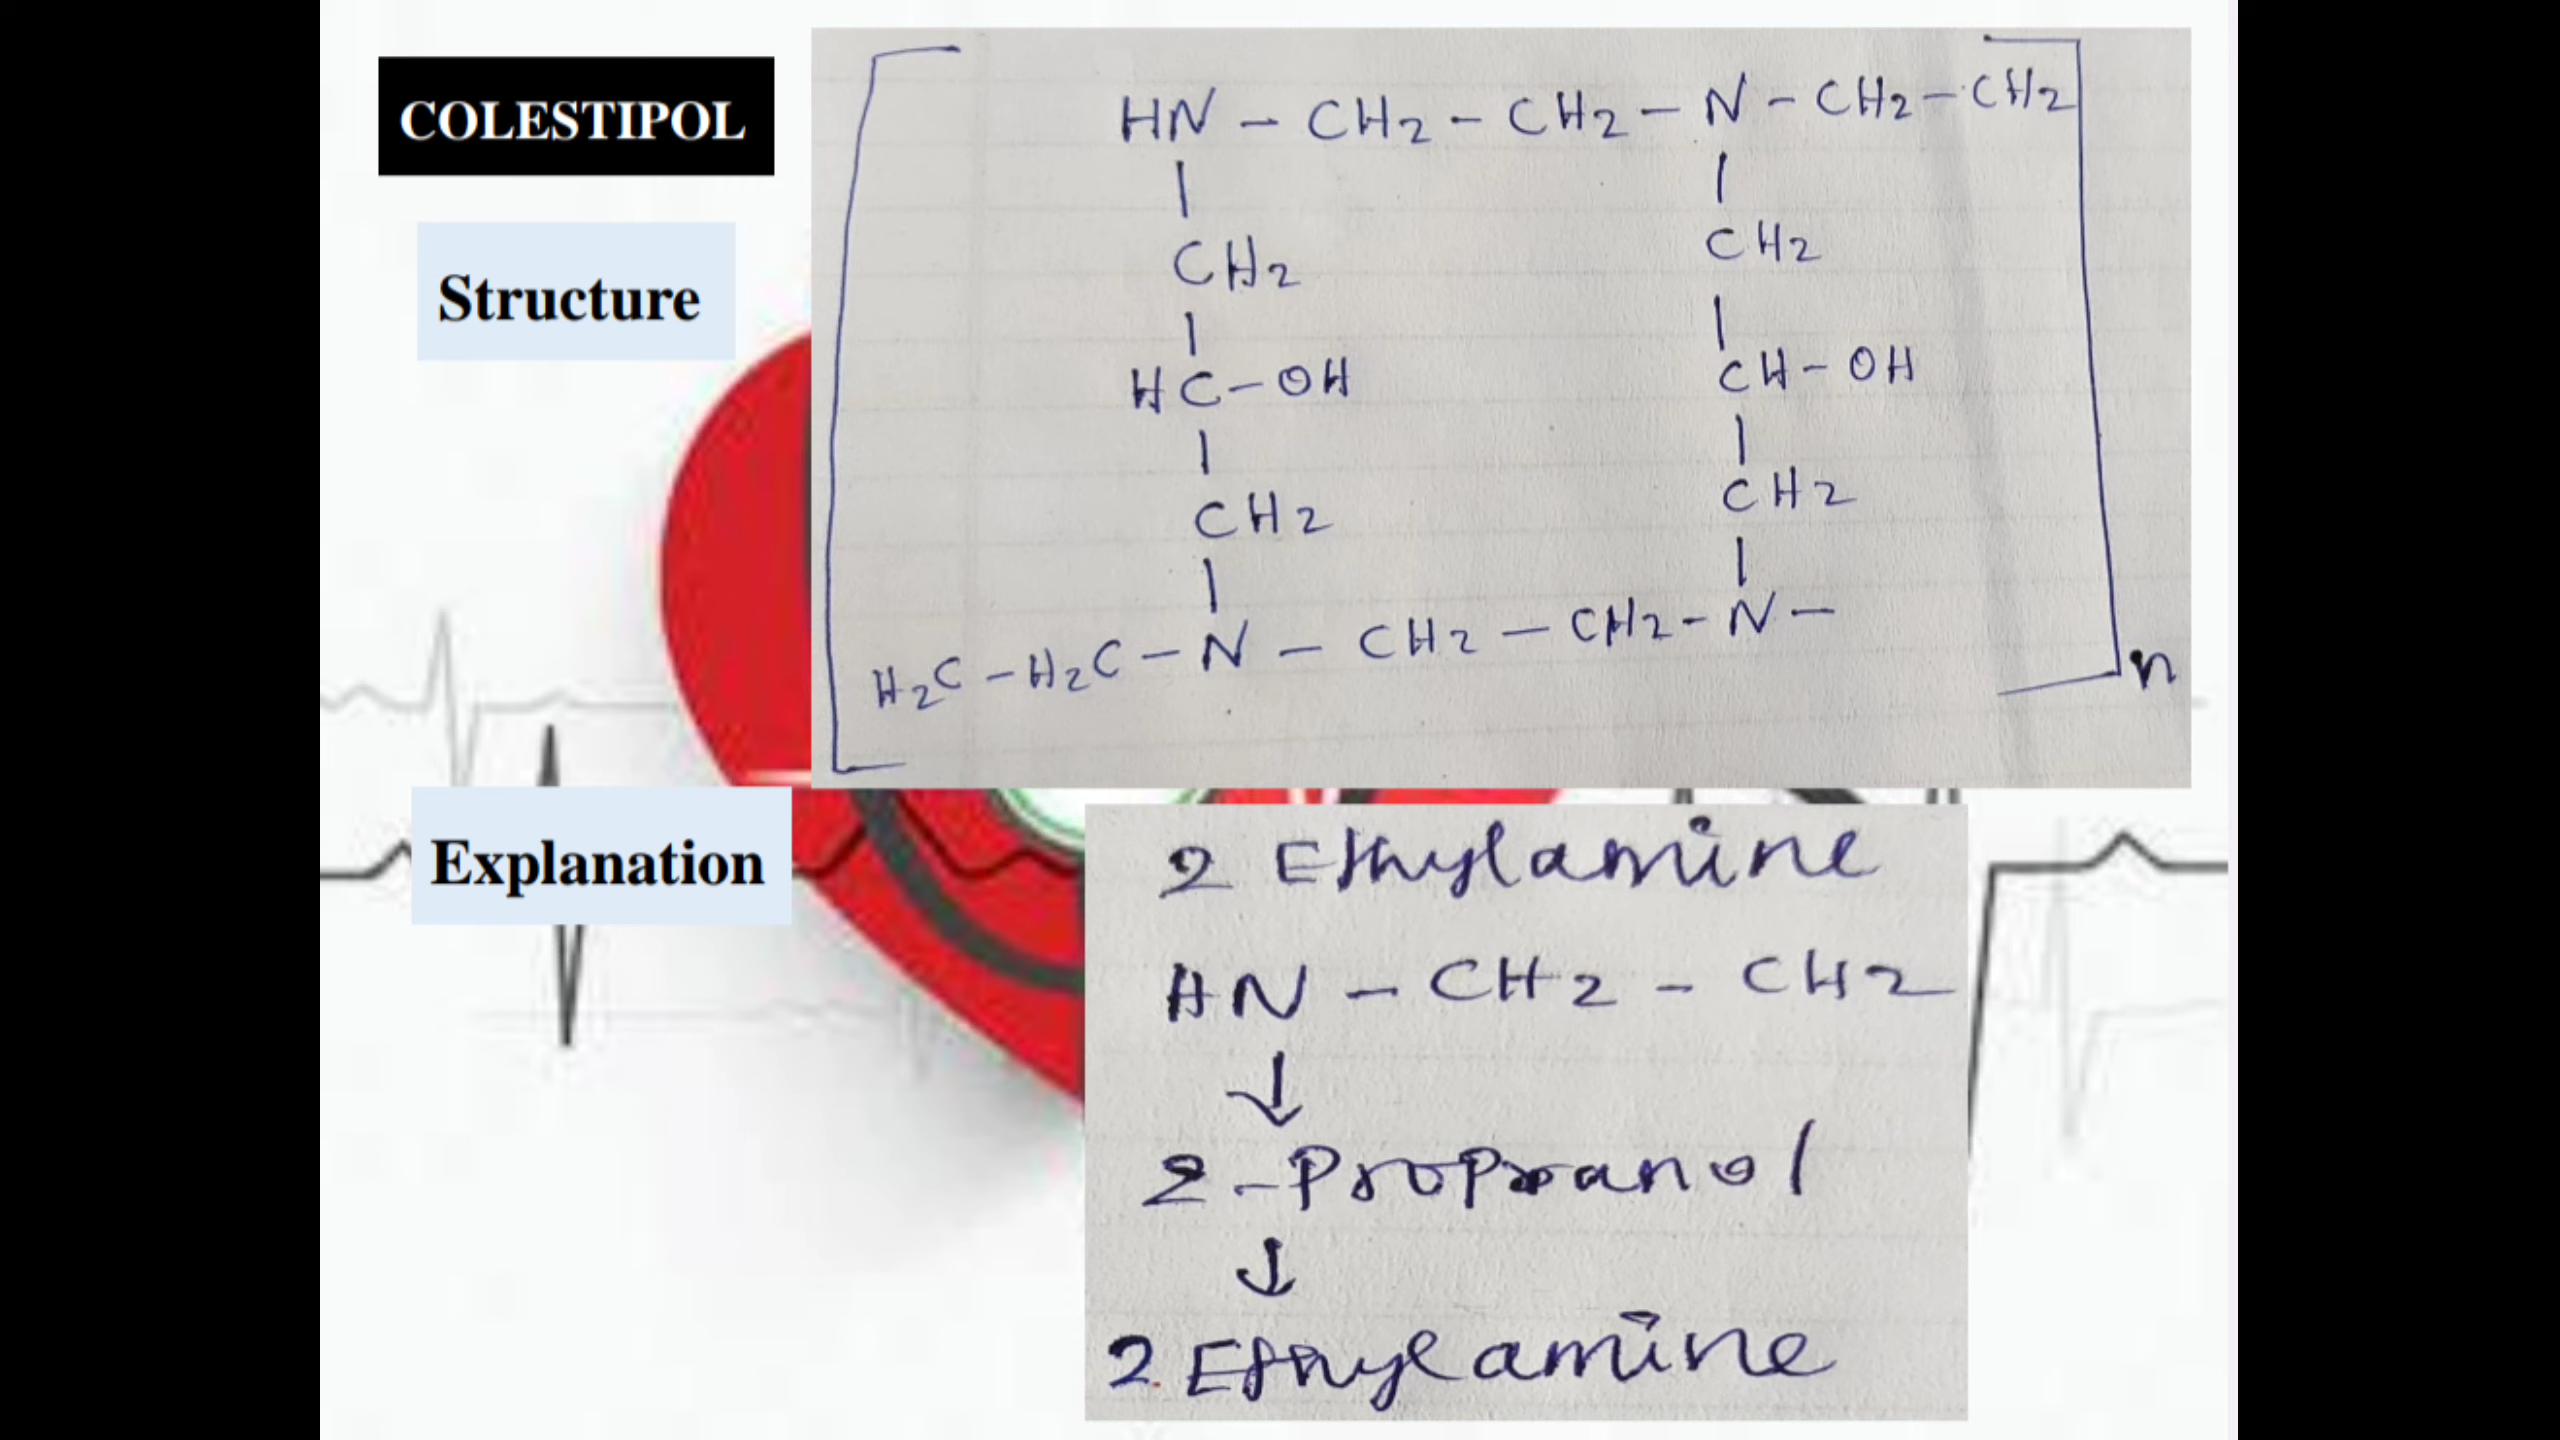 COLESTIPOL
Structure
HN - CH2 - CH2 - N - CH2 - CH2
CH2 CH2
HC - OH CH - OH
CH2 CH2
H2C - H2C - N - CH2 - CH2 - N -
n
Explanation
2 Ethylamine
HN - CH2 - CH2
↓
2 - Propanol
↓
2. Ethylamine